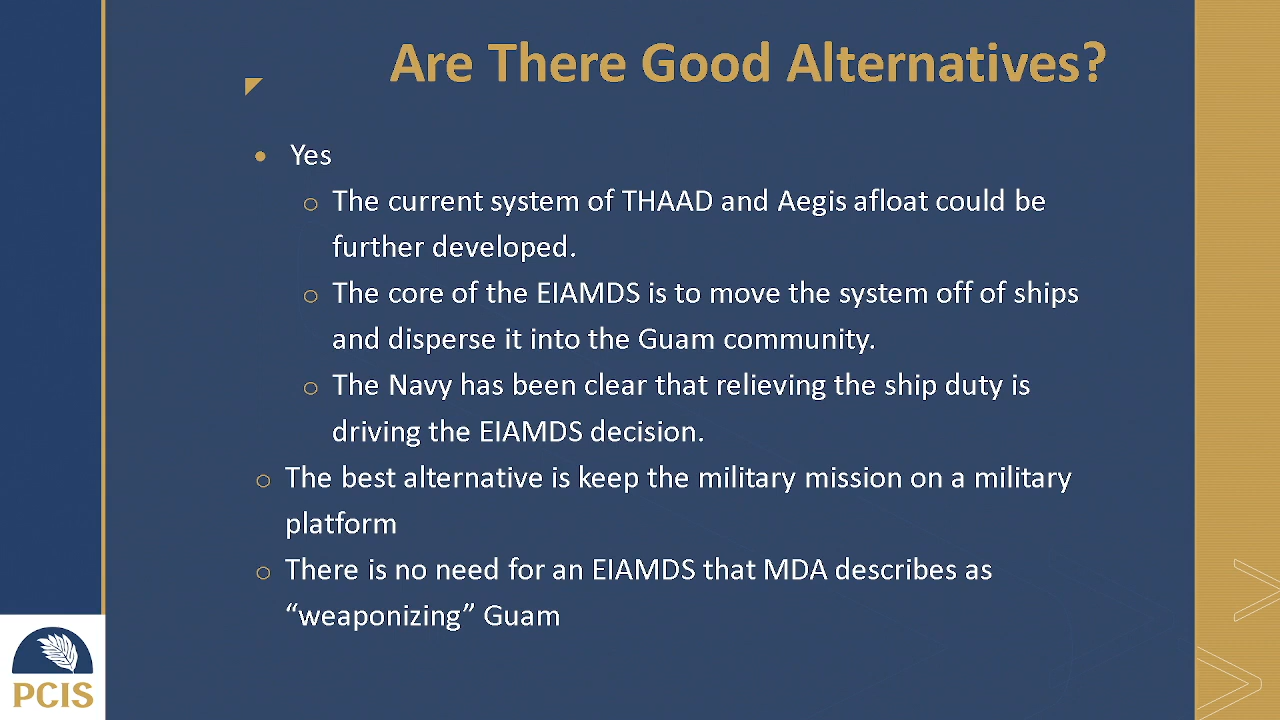 Are There Good Alternatives?
• Yes
o The current system of THAAD and Aegis afloat could be
further developed.
o The core of the EIAMDS is to move the system off of ships
and disperse it into the Guam community.
o The Navy has been clear that relieving the ship duty is
driving the EIAMDS decision.
o The best alternative is keep the military mission on a military
platform
o There is no need for an EIAMDS that MDA describes as
“weaponizing” Guam
PCIS